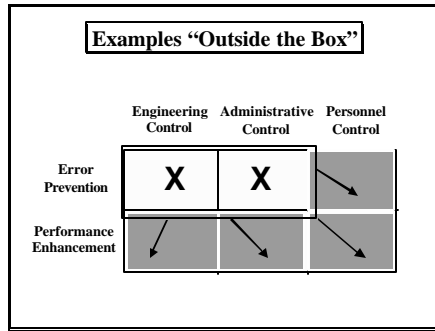 Examples “Outside the Box”
Engineering Administrative Personnel
Control Control Control
Error
Prevention
X X
Performance
Enhancement